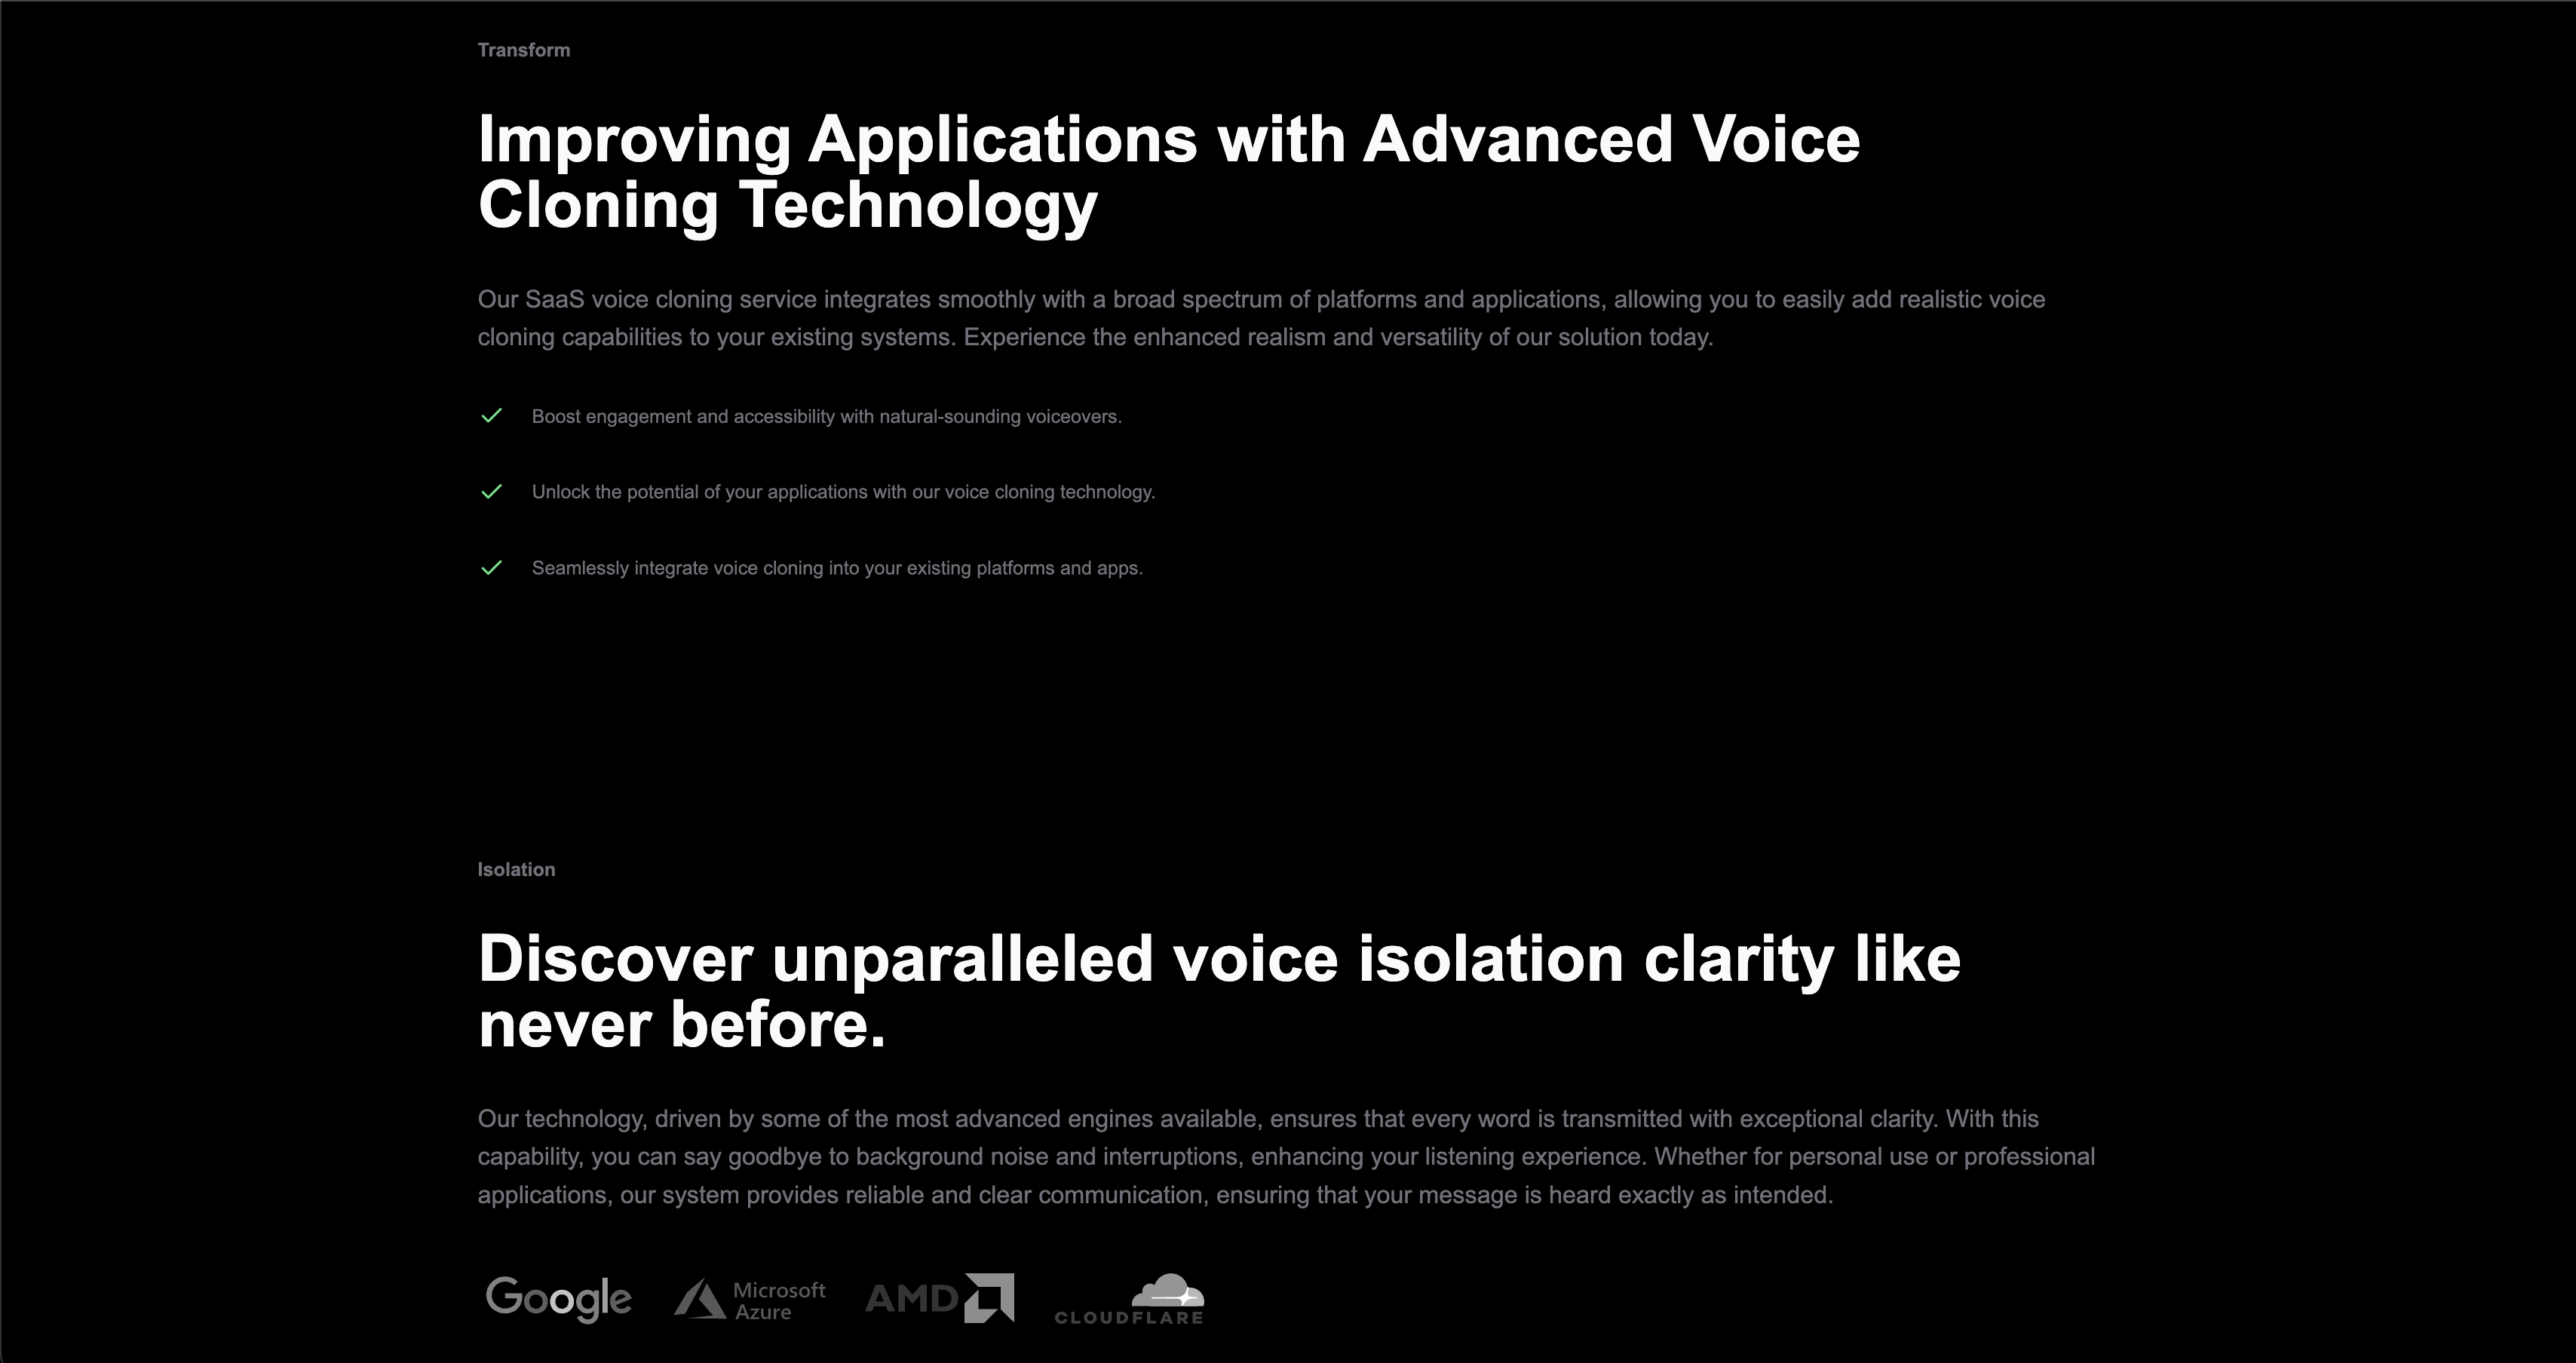 Transform
Improving Applications with Advanced Voice
Cloning Technology
Our SaaS voice cloning service integrates smoothly with a broad spectrum of platforms and applications, allowing you to easily add realistic voice
cloning capabilities to your existing systems. Experience the enhanced realism and versatility of our solution today.
Boost engagement and accessibility with natural-sounding voiceovers.
Unlock the potential of your applications with our voice cloning technology.
Seamlessly integrate voice cloning into your existing platforms and apps.
Isolation
Discover unparalleled voice isolation clarity like
never before.
Our technology, driven by some of the most advanced engines available, ensures that every word is transmitted with exceptional clarity. With this
capability, you can say goodbye to background noise and interruptions, enhancing your listening experience. Whether for personal use or professional
applications, our system provides reliable and clear communication, ensuring that your message is heard exactly as intended.
Google
Microsoft
Azure
AMD
CLOUDFLARE